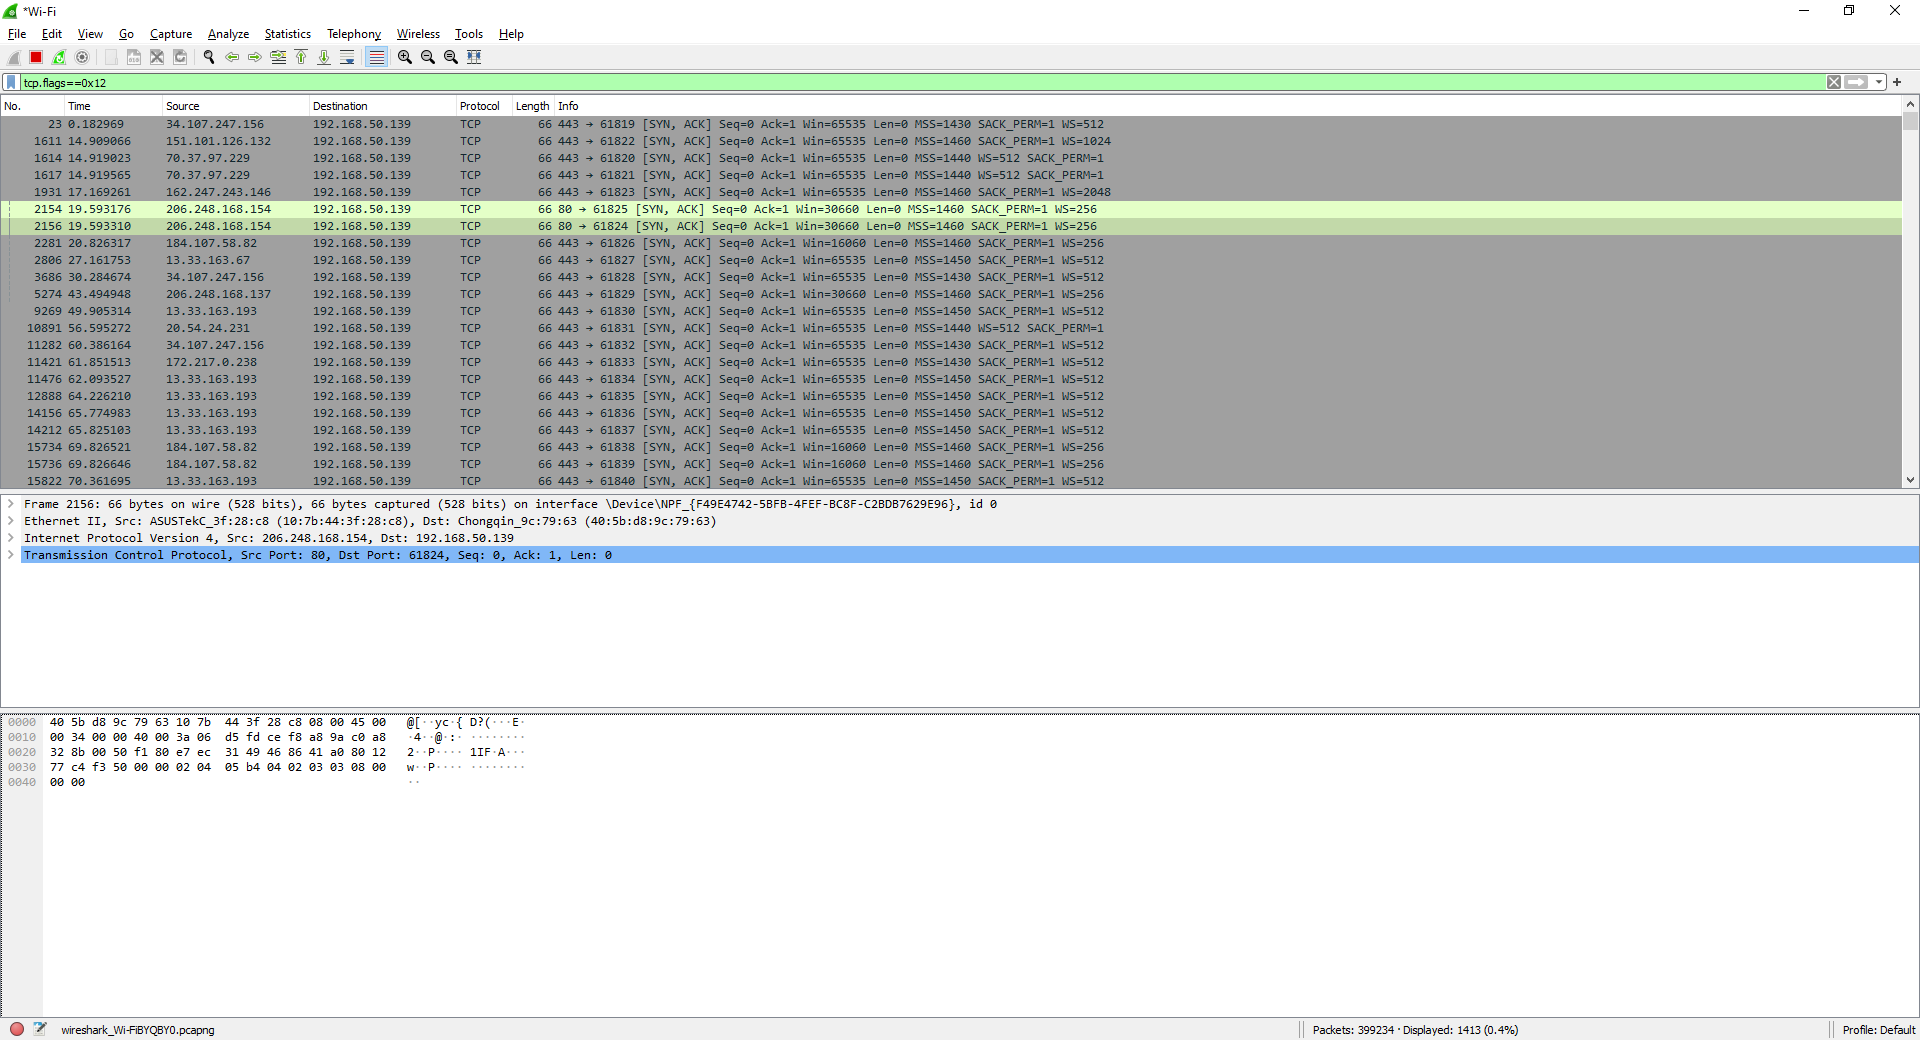 *Wi-Fi
File Edit View Go Capture Analyze Statistics Telephony Wireless Tools Help
tcp.flags==0x12
No. Time Source Destination Protocol Length Info
23 0.182969 34.107.247.156 192.168.50.139 TCP 66 443 → 61819 [SYN, ACK] Seq=0 Ack=1 Win=65535 Len=0 MSS=1430 SACK_PERM=1 WS=512
1611 14.909066 151.101.126.132 192.168.50.139 TCP 66 443 → 61822 [SYN, ACK] Seq=0 Ack=1 Win=65535 Len=0 MSS=1460 SACK_PERM=1 WS=1024
1614 14.919023 70.37.97.229 192.168.50.139 TCP 66 443 → 61820 [SYN, ACK] Seq=0 Ack=1 Win=65535 Len=0 MSS=1440 WS=512 SACK_PERM=1
1617 14.919565 70.37.97.229 192.168.50.139 TCP 66 443 → 61821 [SYN, ACK] Seq=0 Ack=1 Win=65535 Len=0 MSS=1440 WS=512 SACK_PERM=1
1931 17.169261 162.247.243.146 192.168.50.139 TCP 66 443 → 61823 [SYN, ACK] Seq=0 Ack=1 Win=65535 Len=0 MSS=1460 SACK_PERM=1 WS=2048
2154 19.593176 206.248.168.154 192.168.50.139 TCP 66 80 → 61825 [SYN, ACK] Seq=0 Ack=1 Win=30660 Len=0 MSS=1460 SACK_PERM=1 WS=256
2156 19.593310 206.248.168.154 192.168.50.139 TCP 66 80 → 61824 [SYN, ACK] Seq=0 Ack=1 Win=30660 Len=0 MSS=1460 SACK_PERM=1 WS=256
2281 20.826317 184.107.58.82 192.168.50.139 TCP 66 443 → 61826 [SYN, ACK] Seq=0 Ack=1 Win=16060 Len=0 MSS=1460 SACK_PERM=1 WS=256
2806 27.161753 13.33.163.67 192.168.50.139 TCP 66 443 → 61827 [SYN, ACK] Seq=0 Ack=1 Win=65535 Len=0 MSS=1450 SACK_PERM=1 WS=512
3686 30.284674 34.107.247.156 192.168.50.139 TCP 66 443 → 61828 [SYN, ACK] Seq=0 Ack=1 Win=65535 Len=0 MSS=1430 SACK_PERM=1 WS=512
5274 43.494948 206.248.168.137 192.168.50.139 TCP 66 443 → 61829 [SYN, ACK] Seq=0 Ack=1 Win=30660 Len=0 MSS=1460 SACK_PERM=1 WS=256
9269 49.905314 13.33.163.193 192.168.50.139 TCP 66 443 → 61830 [SYN, ACK] Seq=0 Ack=1 Win=65535 Len=0 MSS=1450 SACK_PERM=1 WS=512
10891 56.595272 20.54.24.231 192.168.50.139 TCP 66 443 → 61831 [SYN, ACK] Seq=0 Ack=1 Win=65535 Len=0 MSS=1440 WS=512 SACK_PERM=1
11282 60.386164 34.107.247.156 192.168.50.139 TCP 66 443 → 61832 [SYN, ACK] Seq=0 Ack=1 Win=65535 Len=0 MSS=1430 SACK_PERM=1 WS=512
11421 61.851513 172.217.0.238 192.168.50.139 TCP 66 443 → 61833 [SYN, ACK] Seq=0 Ack=1 Win=65535 Len=0 MSS=1430 SACK_PERM=1 WS=512
11476 62.093527 13.33.163.193 192.168.50.139 TCP 66 443 → 61834 [SYN, ACK] Seq=0 Ack=1 Win=65535 Len=0 MSS=1450 SACK_PERM=1 WS=512
12888 64.226210 13.33.163.193 192.168.50.139 TCP 66 443 → 61835 [SYN, ACK] Seq=0 Ack=1 Win=65535 Len=0 MSS=1450 SACK_PERM=1 WS=512
14156 65.774983 13.33.163.193 192.168.50.139 TCP 66 443 → 61836 [SYN, ACK] Seq=0 Ack=1 Win=65535 Len=0 MSS=1450 SACK_PERM=1 WS=512
14212 65.825103 13.33.163.193 192.168.50.139 TCP 66 443 → 61837 [SYN, ACK] Seq=0 Ack=1 Win=65535 Len=0 MSS=1450 SACK_PERM=1 WS=512
15734 69.826521 184.107.58.82 192.168.50.139 TCP 66 443 → 61838 [SYN, ACK] Seq=0 Ack=1 Win=16060 Len=0 MSS=1460 SACK_PERM=1 WS=256
15736 69.826646 184.107.58.82 192.168.50.139 TCP 66 443 → 61839 [SYN, ACK] Seq=0 Ack=1 Win=16060 Len=0 MSS=1460 SACK_PERM=1 WS=256
15822 70.361695 13.33.163.193 192.168.50.139 TCP 66 443 → 61840 [SYN, ACK] Seq=0 Ack=1 Win=65535 Len=0 MSS=1450 SACK_PERM=1 WS=512
Frame 2156: 66 bytes on wire (528 bits), 66 bytes captured (528 bits) on interface \Device\NPF_{F49E4742-5BFB-4FEF-BC8F-C2BDB7629E96}, id 0
Ethernet II, Src: ASUSTekC_3f:28:c8 (10:7b:44:3f:28:c8), Dst: Chongqin_9c:79:63 (40:5b:d8:9c:79:63)
Internet Protocol Version 4, Src: 206.248.168.154, Dst: 192.168.50.139
Transmission Control Protocol, Src Port: 80, Dst Port: 61824, Seq: 0, Ack: 1, Len: 0
0000 40 5b d8 9c 79 63 10 7b 44 3f 28 c8 08 00 45 00 @[··yc·{ D?(···E·
0010 00 34 00 00 40 00 3a 06 d5 fd ce f8 a8 9a c0 a8 ·4··@·:· ········
0020 32 8b 00 50 f1 80 e7 ec 31 49 46 86 41 a0 80 12 2··P···· 1IF·A···
0030 77 c4 f3 50 00 00 02 04 05 b4 04 02 03 03 08 00 w··P···· ········
0040 00 00 ··
wireshark_Wi-FiBYQBY0.pcapng Packets: 399234 · Displayed: 1413 (0.4%) Profile: Default